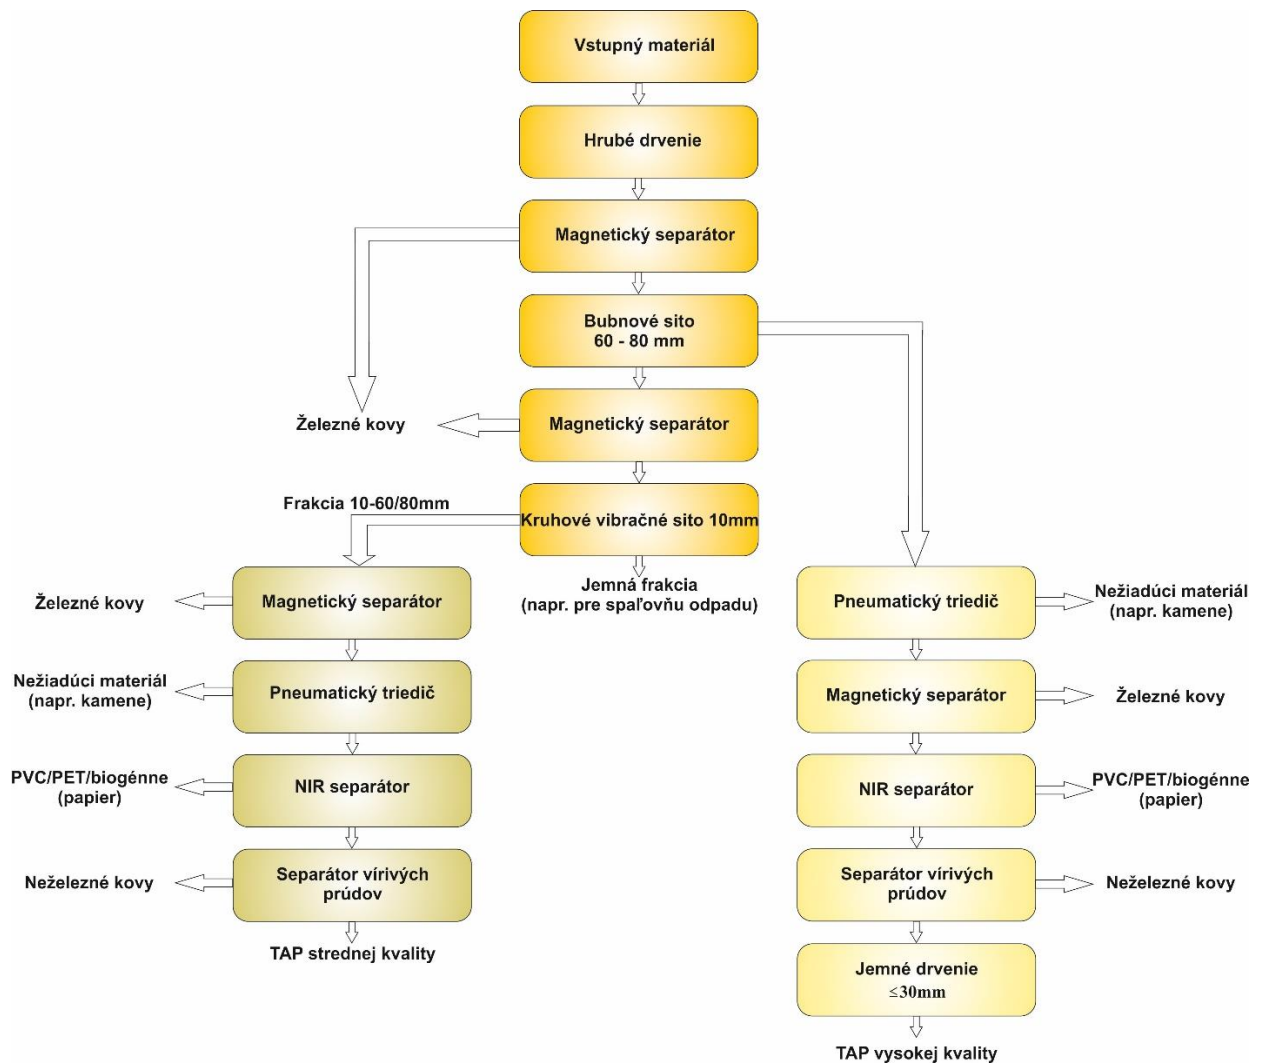 Vstupný materiál
Hrubé drvenie
Magnetický separátor
Bubnové sito
60 - 80 mm
Železné kovy
Magnetický separátor
Frakcia 10-60/80mm
Kruhové vibračné sito 10mm
Jemná frakcia
(napr. pre spaľovňu odpadu)
Železné kovy
Magnetický separátor
Nežiadúci materiál
(napr. kamene)
Pneumatický triedič
PVC/PET/biogénne
(papier)
NIR separátor
Neželezné kovy
Separátor vírivých
prúdov
TAP strednej kvality
Pneumatický triedič
Nežiadúci materiál
(napr. kamene)
Magnetický separátor
Železné kovy
NIR separátor
PVC/PET/biogénne
(papier)
Separátor vírivých
prúdov
Neželezné kovy
Jemné drvenie
≤30mm
TAP vysokej kvality